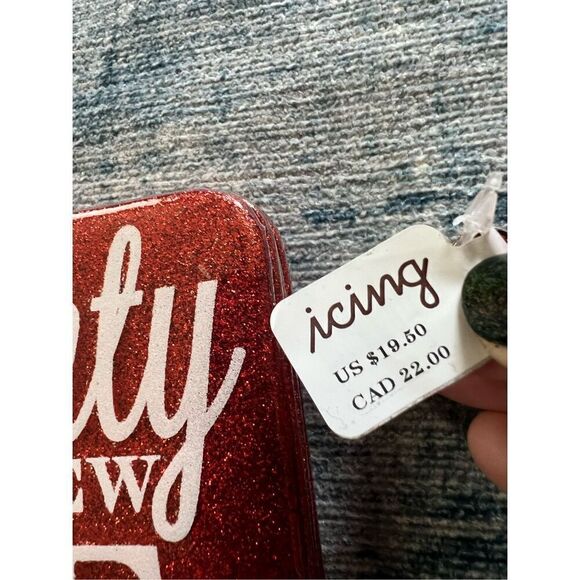 icing
US $19.50
CAD 22.00
ty
EW